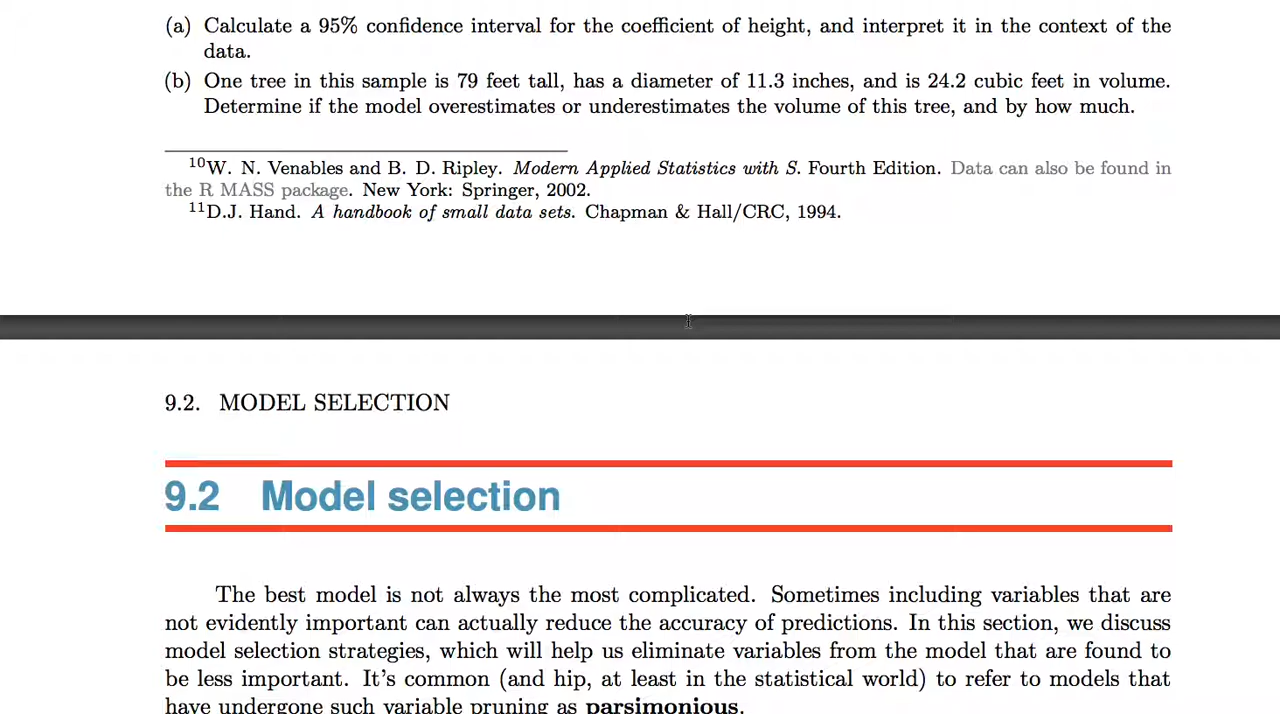 (a) Calculate a 95% confidence interval for the coefficient of height, and interpret it in the context of the
data.
(b) One tree in this sample is 79 feet tall, has a diameter of 11.3 inches, and is 24.2 cubic feet in volume.
Determine if the model overestimates or underestimates the volume of this tree, and by how much.
10W. N. Venables and B. D. Ripley. Modern Applied Statistics with S. Fourth Edition. Data can also be found in
the R MASS package. New York: Springer, 2002.
11D.J. Hand. A handbook of small data sets. Chapman & Hall/CRC, 1994.
9.2. MODEL SELECTION
9.2 Model selection
The best model is not always the most complicated. Sometimes including variables that are
not evidently important can actually reduce the accuracy of predictions. In this section, we discuss
model selection strategies, which will help us eliminate variables from the model that are found to
be less important. It's common (and hip, at least in the statistical world) to refer to models that
have undergone such variable pruning as parsimonious.